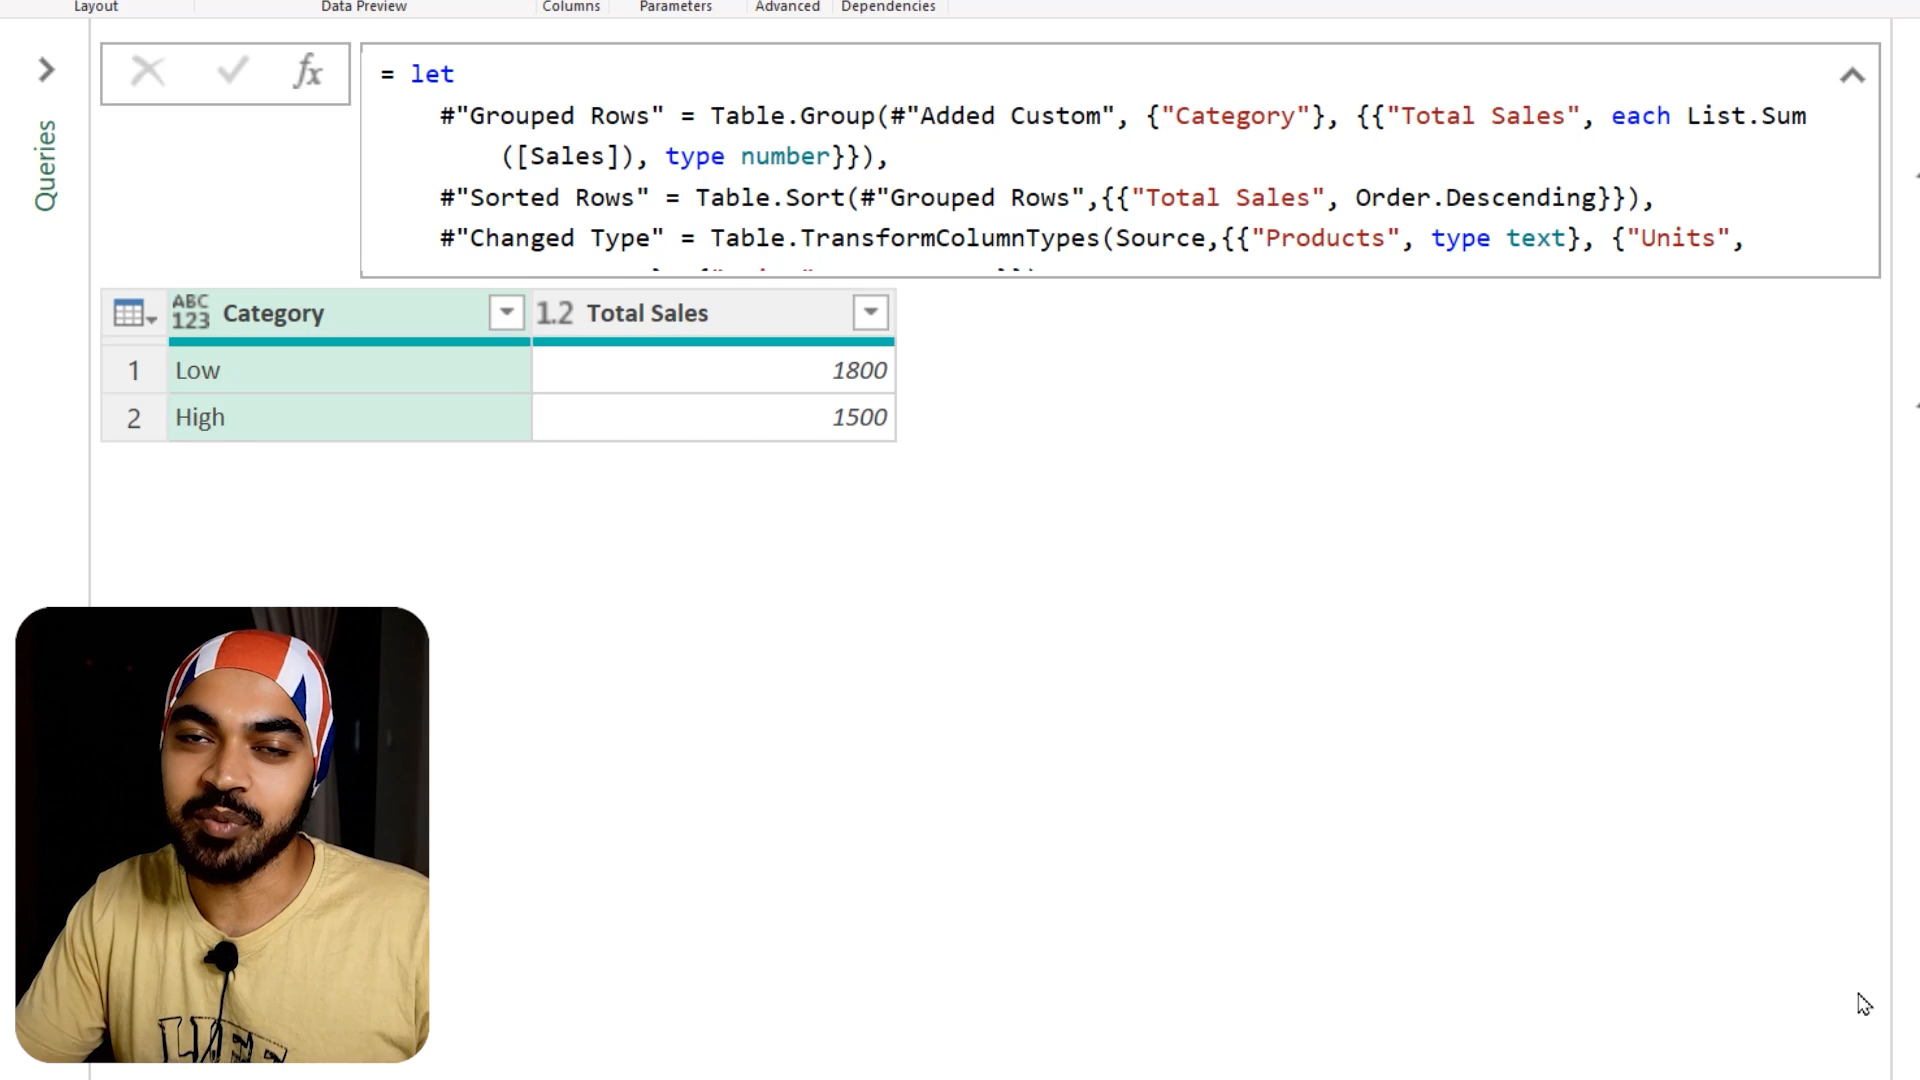 Layout
Data Preview
Columns
Parameters
Advanced
Dependencies
Queries
fx
= let
#"Grouped Rows" = Table.Group(#"Added Custom", {"Category"}, {{"Total Sales", each List.Sum
([Sales]), type number}}),
#"Sorted Rows" = Table.Sort(#"Grouped Rows",{{"Total Sales", Order.Descending}}),
#"Changed Type" = Table.TransformColumnTypes(Source,{{"Products", type text}, {"Units",
ABC 123 Category 1.2 Total Sales
1 Low 1800
2 High 1500